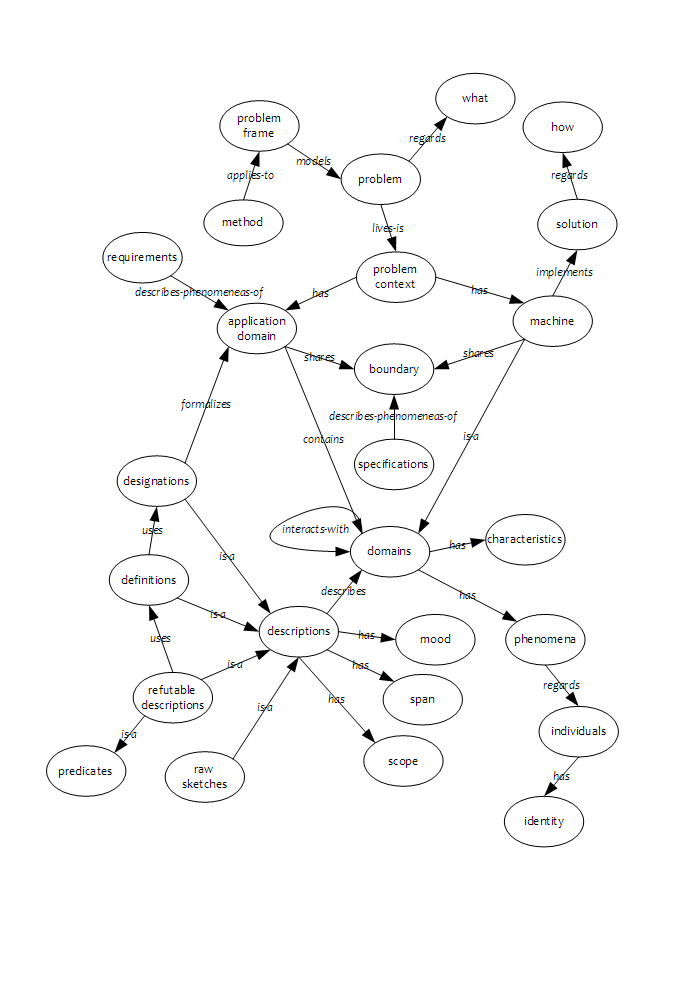 what
problem
frame
how
regards
models
regards
applies-to
problem
method
solution
lives-is
requirements
problem
context
implements
describes-phenomeneas-of
has
has
application
domain
machine
shares
shares
boundary
formalizes
describes-phenomeneas-of
contains
is-a
specifications
designations
uses
interacts-with
domains
has
characteristics
is-a
definitions
describes
has
is-a
descriptions
uses
has
mood
phenomena
is-a
has
regards
refutable
descriptions
has
span
is-a
is-a
individuals
predicates
raw
sketches
scope
has
identity